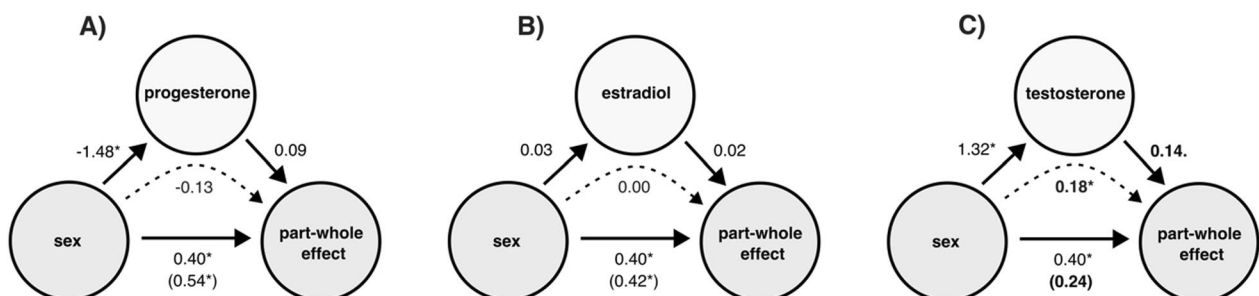 A)
progesterone
-1.48*
0.09
-0.13
sex
part-whole
effect
0.40*
(0.54*)
B)
estradiol
0.03
0.02
0.00
sex
part-whole
effect
0.40*
(0.42*)
C)
testosterone
1.32*
0.14.
0.18*
sex
part-whole
effect
0.40*
(0.24)